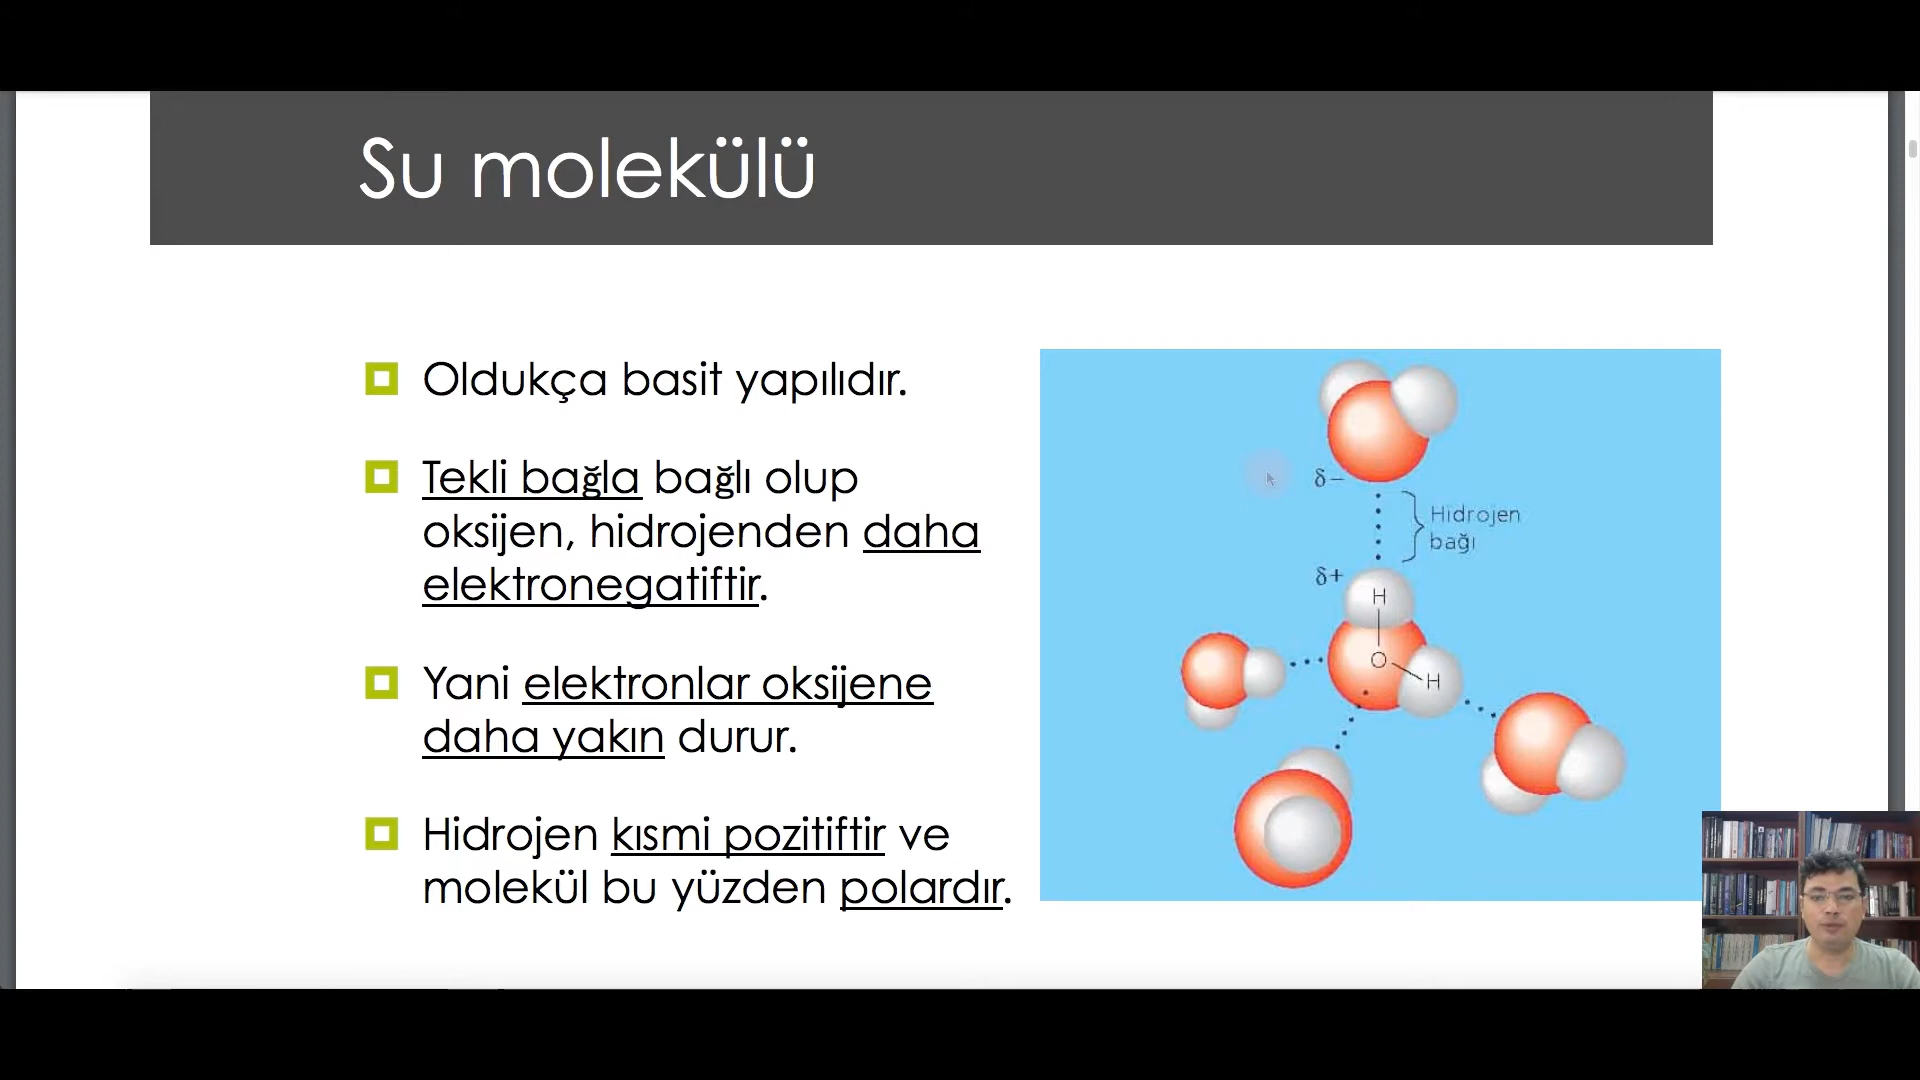 Su molekülü
Oldukça basit yapılıdır.
Tekli bağla bağlı olup
oksijen, hidrojenden daha
elektronegatiftir.
Yani elektronlar oksijene
daha yakın durur.
Hidrojen kısmi pozitiftir ve
molekül bu yüzden polardır.
δ−
Hidrojen
bağı
δ+
H
O
H